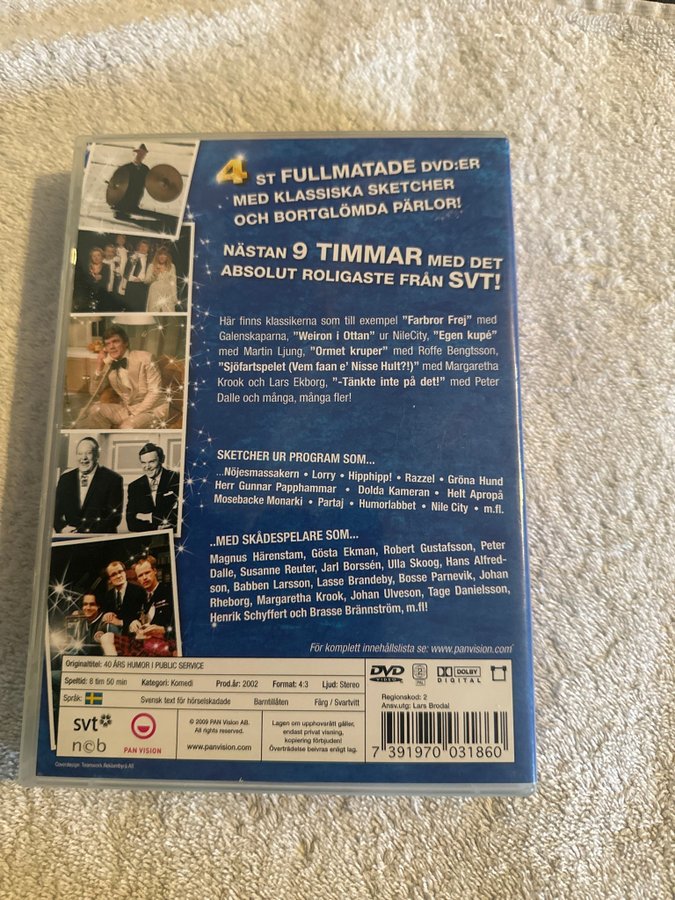 4 ST FULLMATADE DVD:ER
MED KLASSISKA SKETCHER
OCH BORTGLÖMDA PÄRLOR!
NÄSTAN 9 TIMMAR MED DET
ABSOLUT ROLIGASTE FRÅN SVT!
Här finns klassikerna som till exempel "Farbror Frej" med
Galenskaparna, "Weiron i Ottan" ur NileCity, "Egen kupé"
med Martin Ljung, "Ormet kruper" med Roffe Bengtsson,
"Sjöfartspelet (Vem faan e' Nisse Hult?!)" med Margaretha
Krook och Lars Ekborg, "-Tänkte inte på det!" med Peter
Dalle och många, många fler!
SKETCHER UR PROGRAM SOM...
...Nöjesmassakern • Lorry • Hipphipp! • Razzel • Gröna Hund
Herr Gunnar Papphammar • Dolda Kameran • Helt Apropå
Mosebacke Monarki • Partaj • Humorlabbet • Nile City • m.fl.
..MED SKÅDESPELARE SOM...
Magnus Härenstam, Gösta Ekman, Robert Gustafsson, Peter
Dalle, Susanne Reuter, Jarl Borssén, Ulla Skoog, Hans Alfred-
son, Babben Larsson, Lasse Brandeby, Bosse Parnevik, Johan
Rheborg, Margaretha Krook, Johan Ulveson, Tage Danielsson,
Henrik Schyffert och Brasse Brännström, m.fl!
För komplett innehållslista se: www.panvision.com
Originaltitel: 40 ÅRS HUMOR I PUBLIC SERVICE
Speltid: 8 tim 50 min Kategori: Komedi Prod.år: 2002 Format: 4:3 Ljud: Stereo
Språk: Svensk text för hörselskadade Barntillåten Färg / Svartvitt
svt
n©b
PAN VISION
© 2009 PAN Vision AB.
All rights reserved.
www.panvision.com
Lagen om upphovsrätt gäller,
endast privat visning,
kopiering förbjuden!
Överträdelse beivras enligt lag.
DVD
VIDEO
2
PAL
DOLBY
DIGITAL
Regionskod: 2
Ansv.utg: Lars Brodal
7 391970 031860
Coverdesign: Teamwork Reklambyrå AB